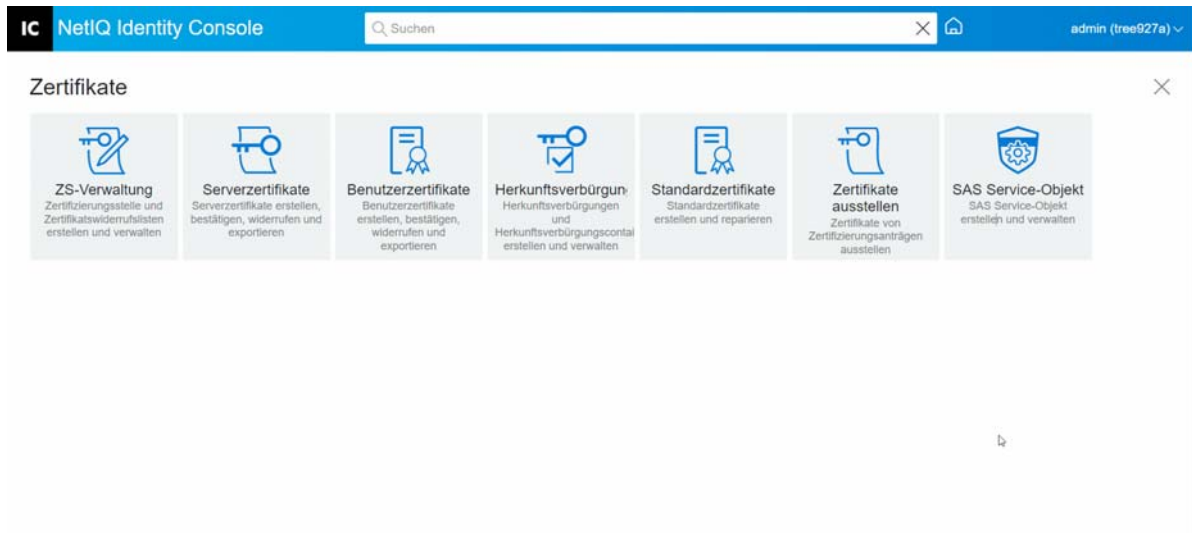 IC NetIQ Identity Console
Suchen
admin (tree927a)
Zertifikate
ZS-Verwaltung
Zertifizierungsstelle und
Zertifikatswiderrufslisten
erstellen und verwalten
Serverzertifikate
Serverzertifikate erstellen,
bestätigen, widerrufen und
exportieren
Benutzerzertifikate
Benutzerzertifikate
erstellen, bestätigen,
widerrufen und
exportieren
Herkunftsverbürgun
Herkunftsverbürgungen
und
Herkunftsverbürgungscontai
erstellen und verwalten
Standardzertifikate
Standardzertifikate
erstellen und reparieren
Zertifikate
ausstellen
Zertifikate von
Zertifizierungsanträgen
ausstellen
SAS Service-Objekt
SAS Service-Objekt
erstellen und verwalten